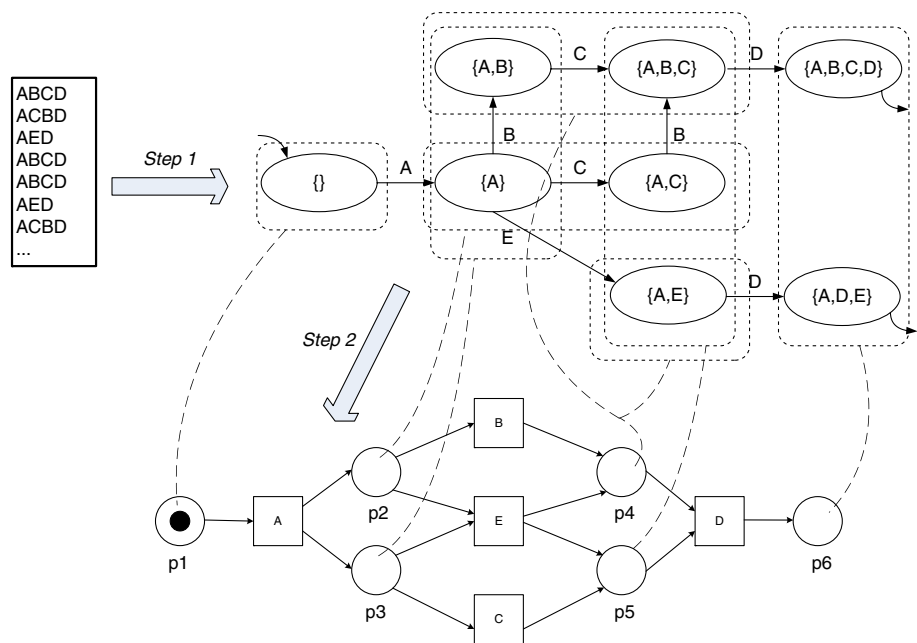 ABCD
ACBD
AED
ABCD
ABCD
AED
ACBD
...
Step 1
{A,B}
C
{A,B,C}
D
{A,B,C,D}
B
B
{}
A
{A}
C
{A,C}
E
{A,E}
D
{A,D,E}
Step 2
B
p2
p4
p1
A
E
D
p6
p3
C
p5